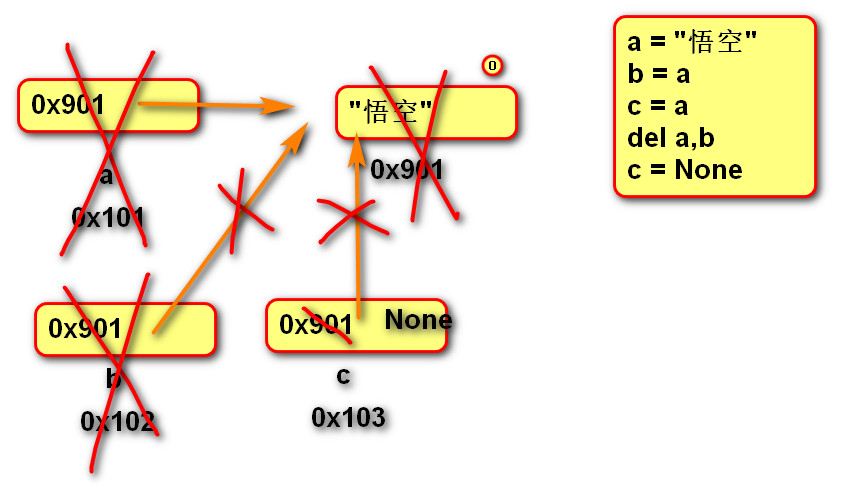 0x901
a
0x101
0
"悟空"
0x901
a = "悟空"
b = a
c = a
del a,b
c = None
0x901
b
0x102
0x901
None
c
0x103